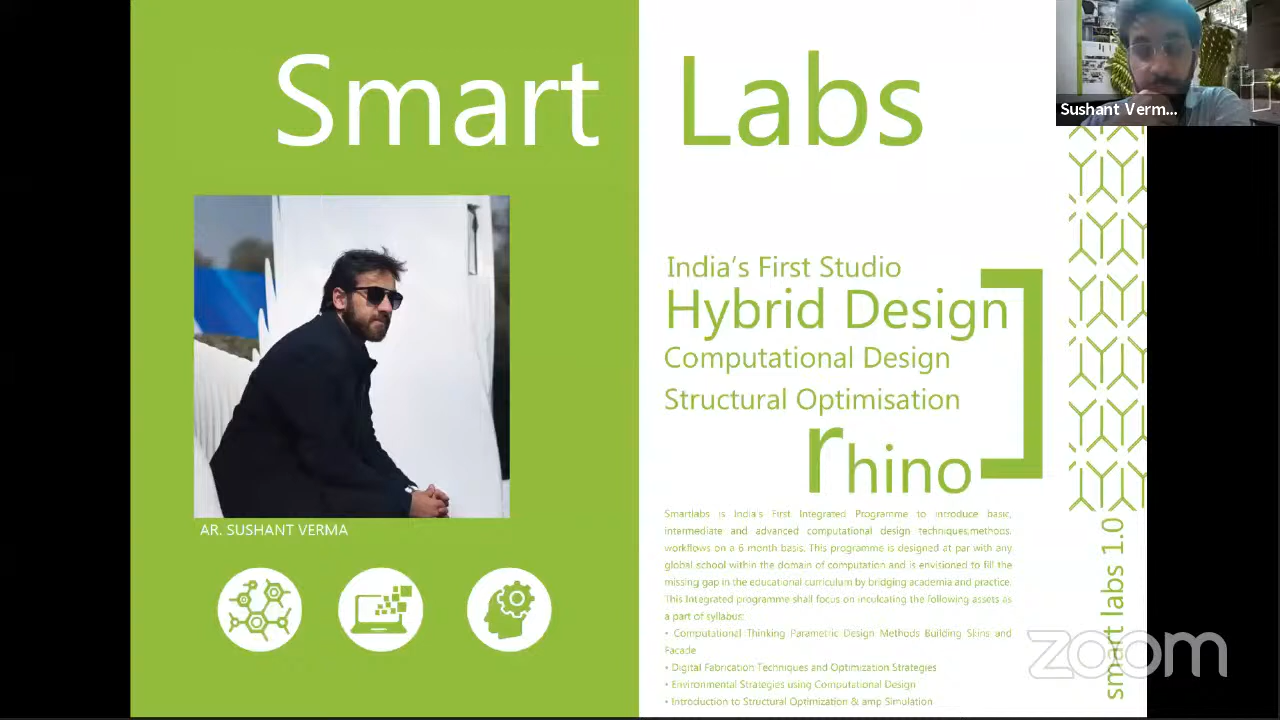 Smart Labs
Sushant Verm...
India's First Studio
Hybrid Design
Computational Design
Structural Optimisation
rhino
AR. SUSHANT VERMA
Smartlabs is India's First Integrated Programme to introduce basic,
intermediate and advanced computational design techniques,methods,
workflows on a 6 month basis. This programme is designed at par with any
global school within the domain of computation and is envisioned to fill the
missing gap in the educational curriculum by bridging academia and practice.
This Integrated programme shall focus on inculcating the following assets as
a part of syllabus:
• Computational Thinking Parametric Design Methods Building Skins and
Facade
• Digital Fabrication Techniques and Optimization Strategies
• Environmental Strategies using Computational Design
• Introduction to Structural Optimization & amp Simulation
smart labs 1.0
zoom